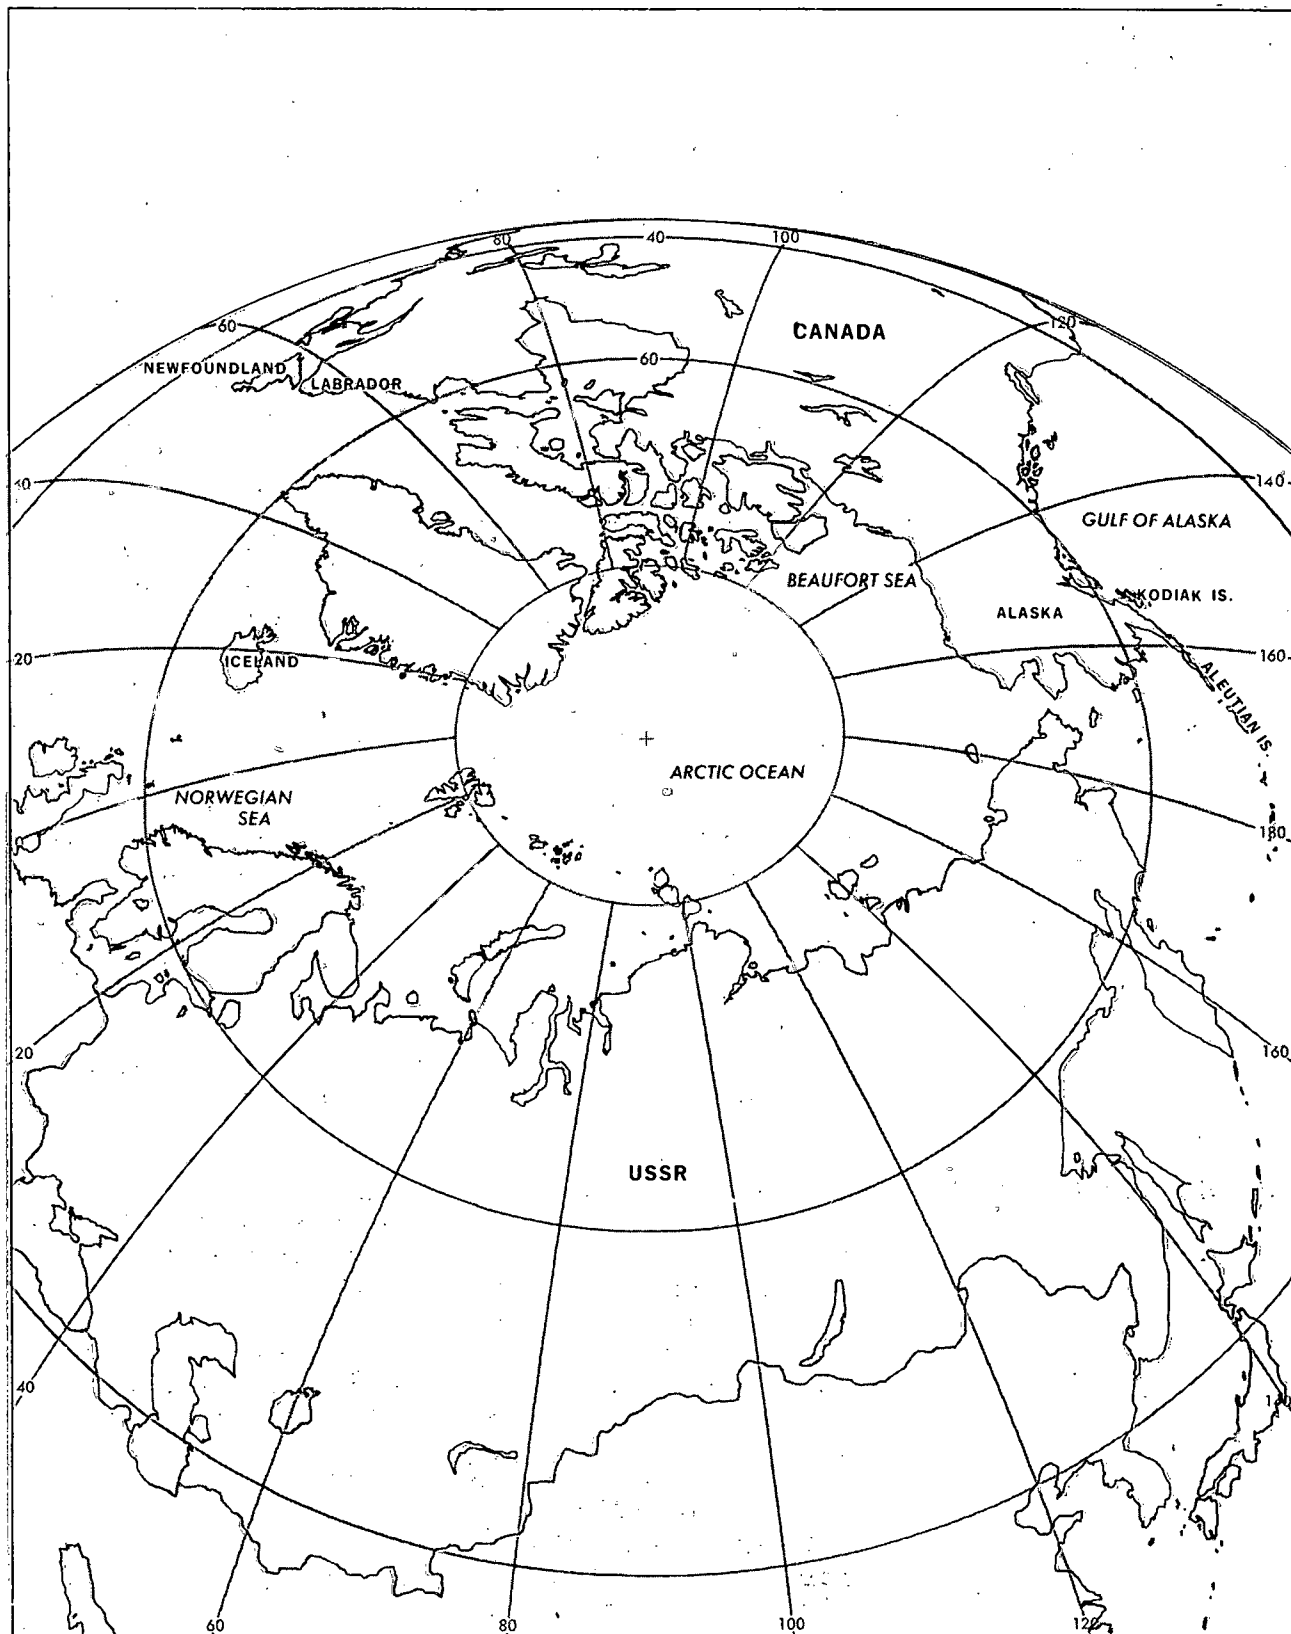 80 40 100
60 120
CANADA
NEWFOUNDLAND
60
LABRADOR
40 140
GULF OF ALASKA
BEAUFORT SEA
KODIAK IS.
ALASKA
20 ICELAND 160
ALEUTIAN IS.
ARCTIC OCEAN
NORWEGIAN
SEA
180
20 160
USSR
40 140
60 80 100 120